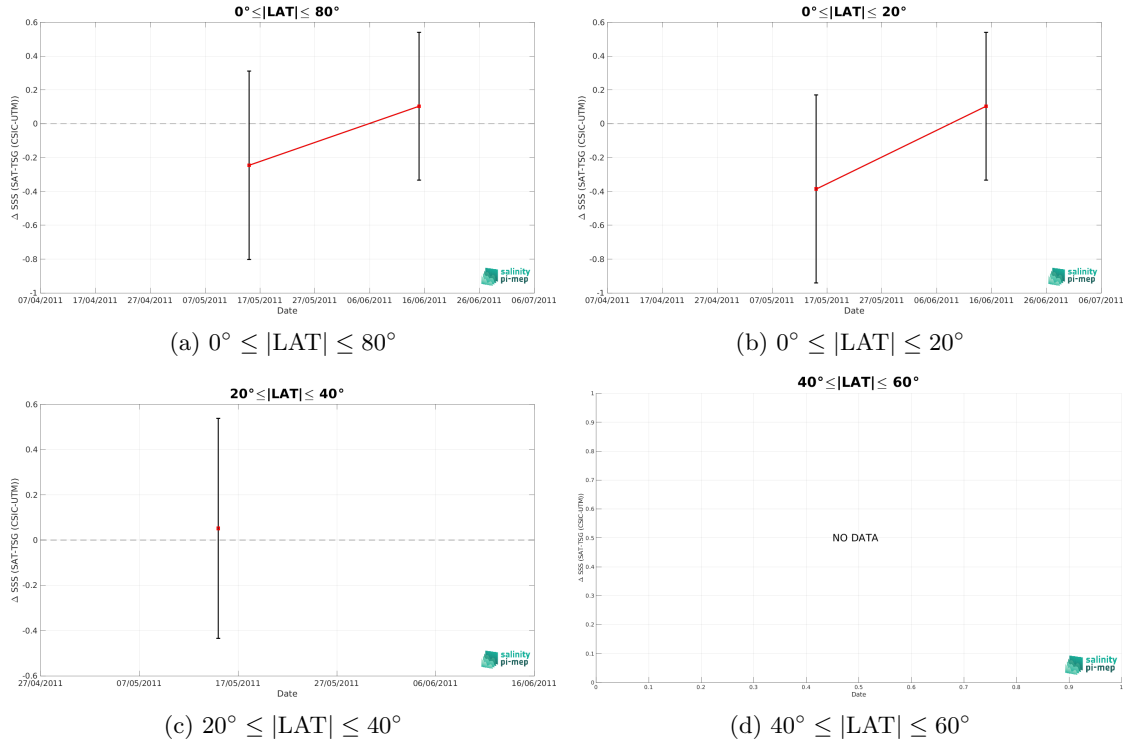 0°≤|LAT|≤ 80°
0.6
0.4
0.2
0
-0.2
-0.4
-0.6
-0.8
-1
Δ SSS (SAT-TSG (CSIC-UTM))
07/04/2011 17/04/2011 27/04/2011 07/05/2011 17/05/2011 27/05/2011 06/06/2011 16/06/2011 26/06/2011 06/07/2011
Date
salinity
pi-mep
(a) 0° ≤ |LAT| ≤ 80°
0°≤|LAT|≤ 20°
0.6
0.4
0.2
0
-0.2
-0.4
-0.6
-0.8
-1
Δ SSS (SAT-TSG (CSIC-UTM))
07/04/2011 17/04/2011 27/04/2011 07/05/2011 17/05/2011 27/05/2011 06/06/2011 16/06/2011 26/06/2011 06/07/2011
Date
salinity
pi-mep
(b) 0° ≤ |LAT| ≤ 20°
20°≤|LAT|≤ 40°
0.6
0.4
0.2
0
-0.2
-0.4
-0.6
Δ SSS (SAT-TSG (CSIC-UTM))
27/04/2011 07/05/2011 17/05/2011 27/05/2011 06/06/2011 16/06/2011
Date
salinity
pi-mep
(c) 20° ≤ |LAT| ≤ 40°
40°≤|LAT|≤ 60°
1
0.9
0.8
0.7
0.6
0.5
0.4
0.3
0.2
0.1
0
Δ SSS (SAT-TSG (CSIC-UTM))
NO DATA
0 0.1 0.2 0.3 0.4 0.5 0.6 0.7 0.8 0.9 1
Date
salinity
pi-mep
(d) 40° ≤ |LAT| ≤ 60°